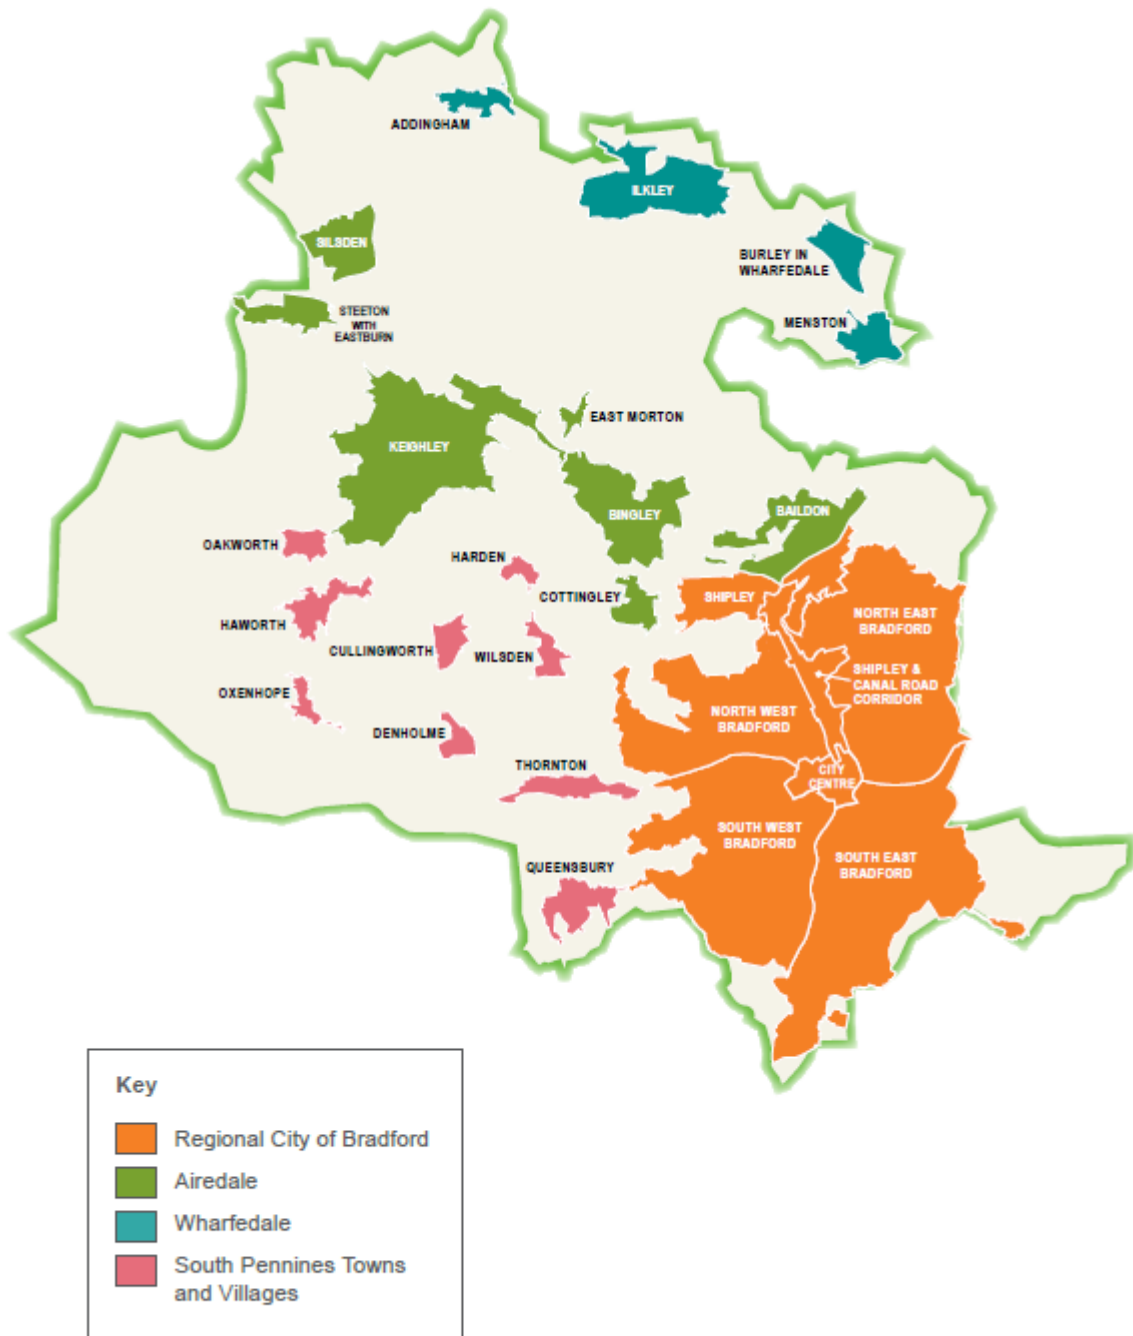 ADDINGHAM
ILKLEY
SILSDEN
BURLEY IN
WHARFEDALE
STEETON
WITH
EASTBURN
MENSTON
EAST MORTON
KEIGHLEY
BINGLEY
BAILDON
OAKWORTH
HARDEN
COTTINGLEY
SHIPLEY
NORTH EAST
BRADFORD
HAWORTH
CULLINGWORTH
WILSDEN
SHIPLEY &
CANAL ROAD
CORRIDOR
OXENHOPE
NORTH WEST
BRADFORD
DENHOLME
THORNTON
CITY
CENTRE
SOUTH WEST
BRADFORD
SOUTH EAST
BRADFORD
QUEENSBURY
Key
Regional City of Bradford
Airedale
Wharfedale
South Pennines Towns
and Villages